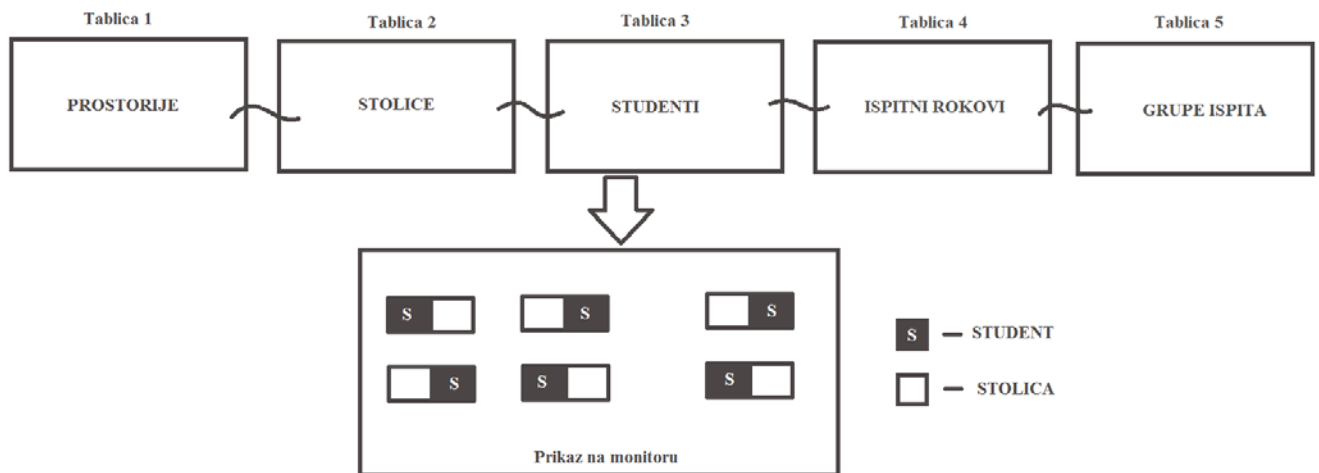 Tablica 1
Tablica 2
Tablica 3
Tablica 4
Tablica 5
PROSTORIJE
STOLICE
STUDENTI
ISPITNI ROKOVI
GRUPE ISPITA
S
S
S
S
S
S
S — STUDENT
— STOLICA
Prikaz na monitoru